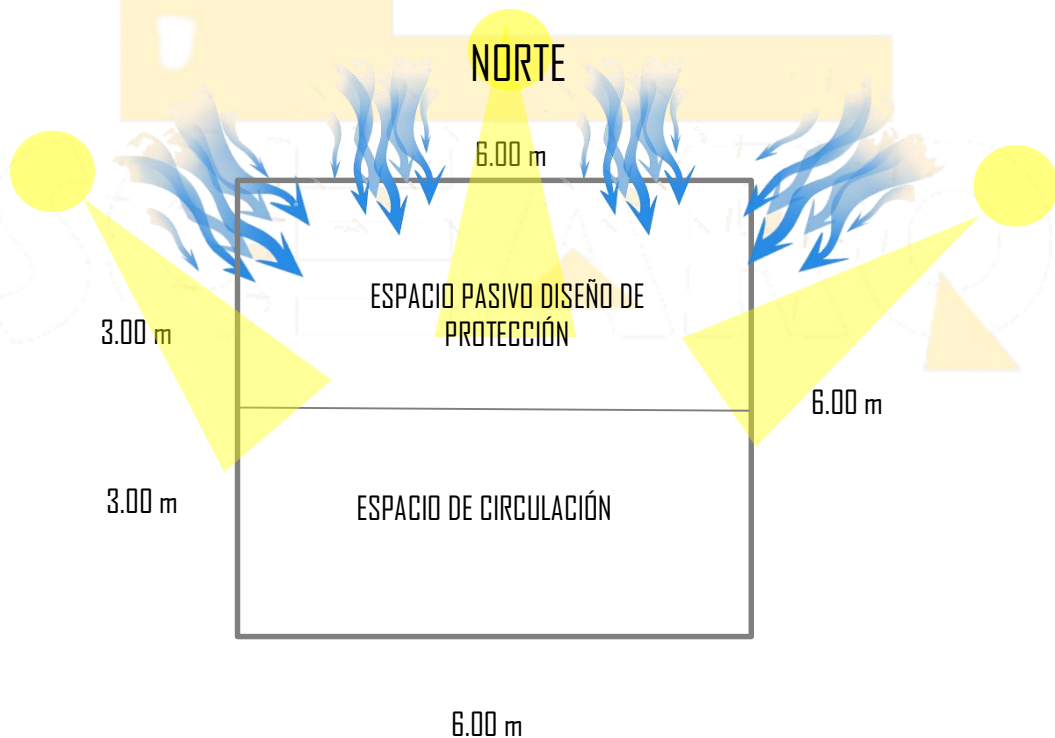 NORTE
6.00 m
ESPACIO PASIVO DISEÑO DE
PROTECCIÓN
3.00 m
6.00 m
3.00 m
ESPACIO DE CIRCULACIÓN
6.00 m